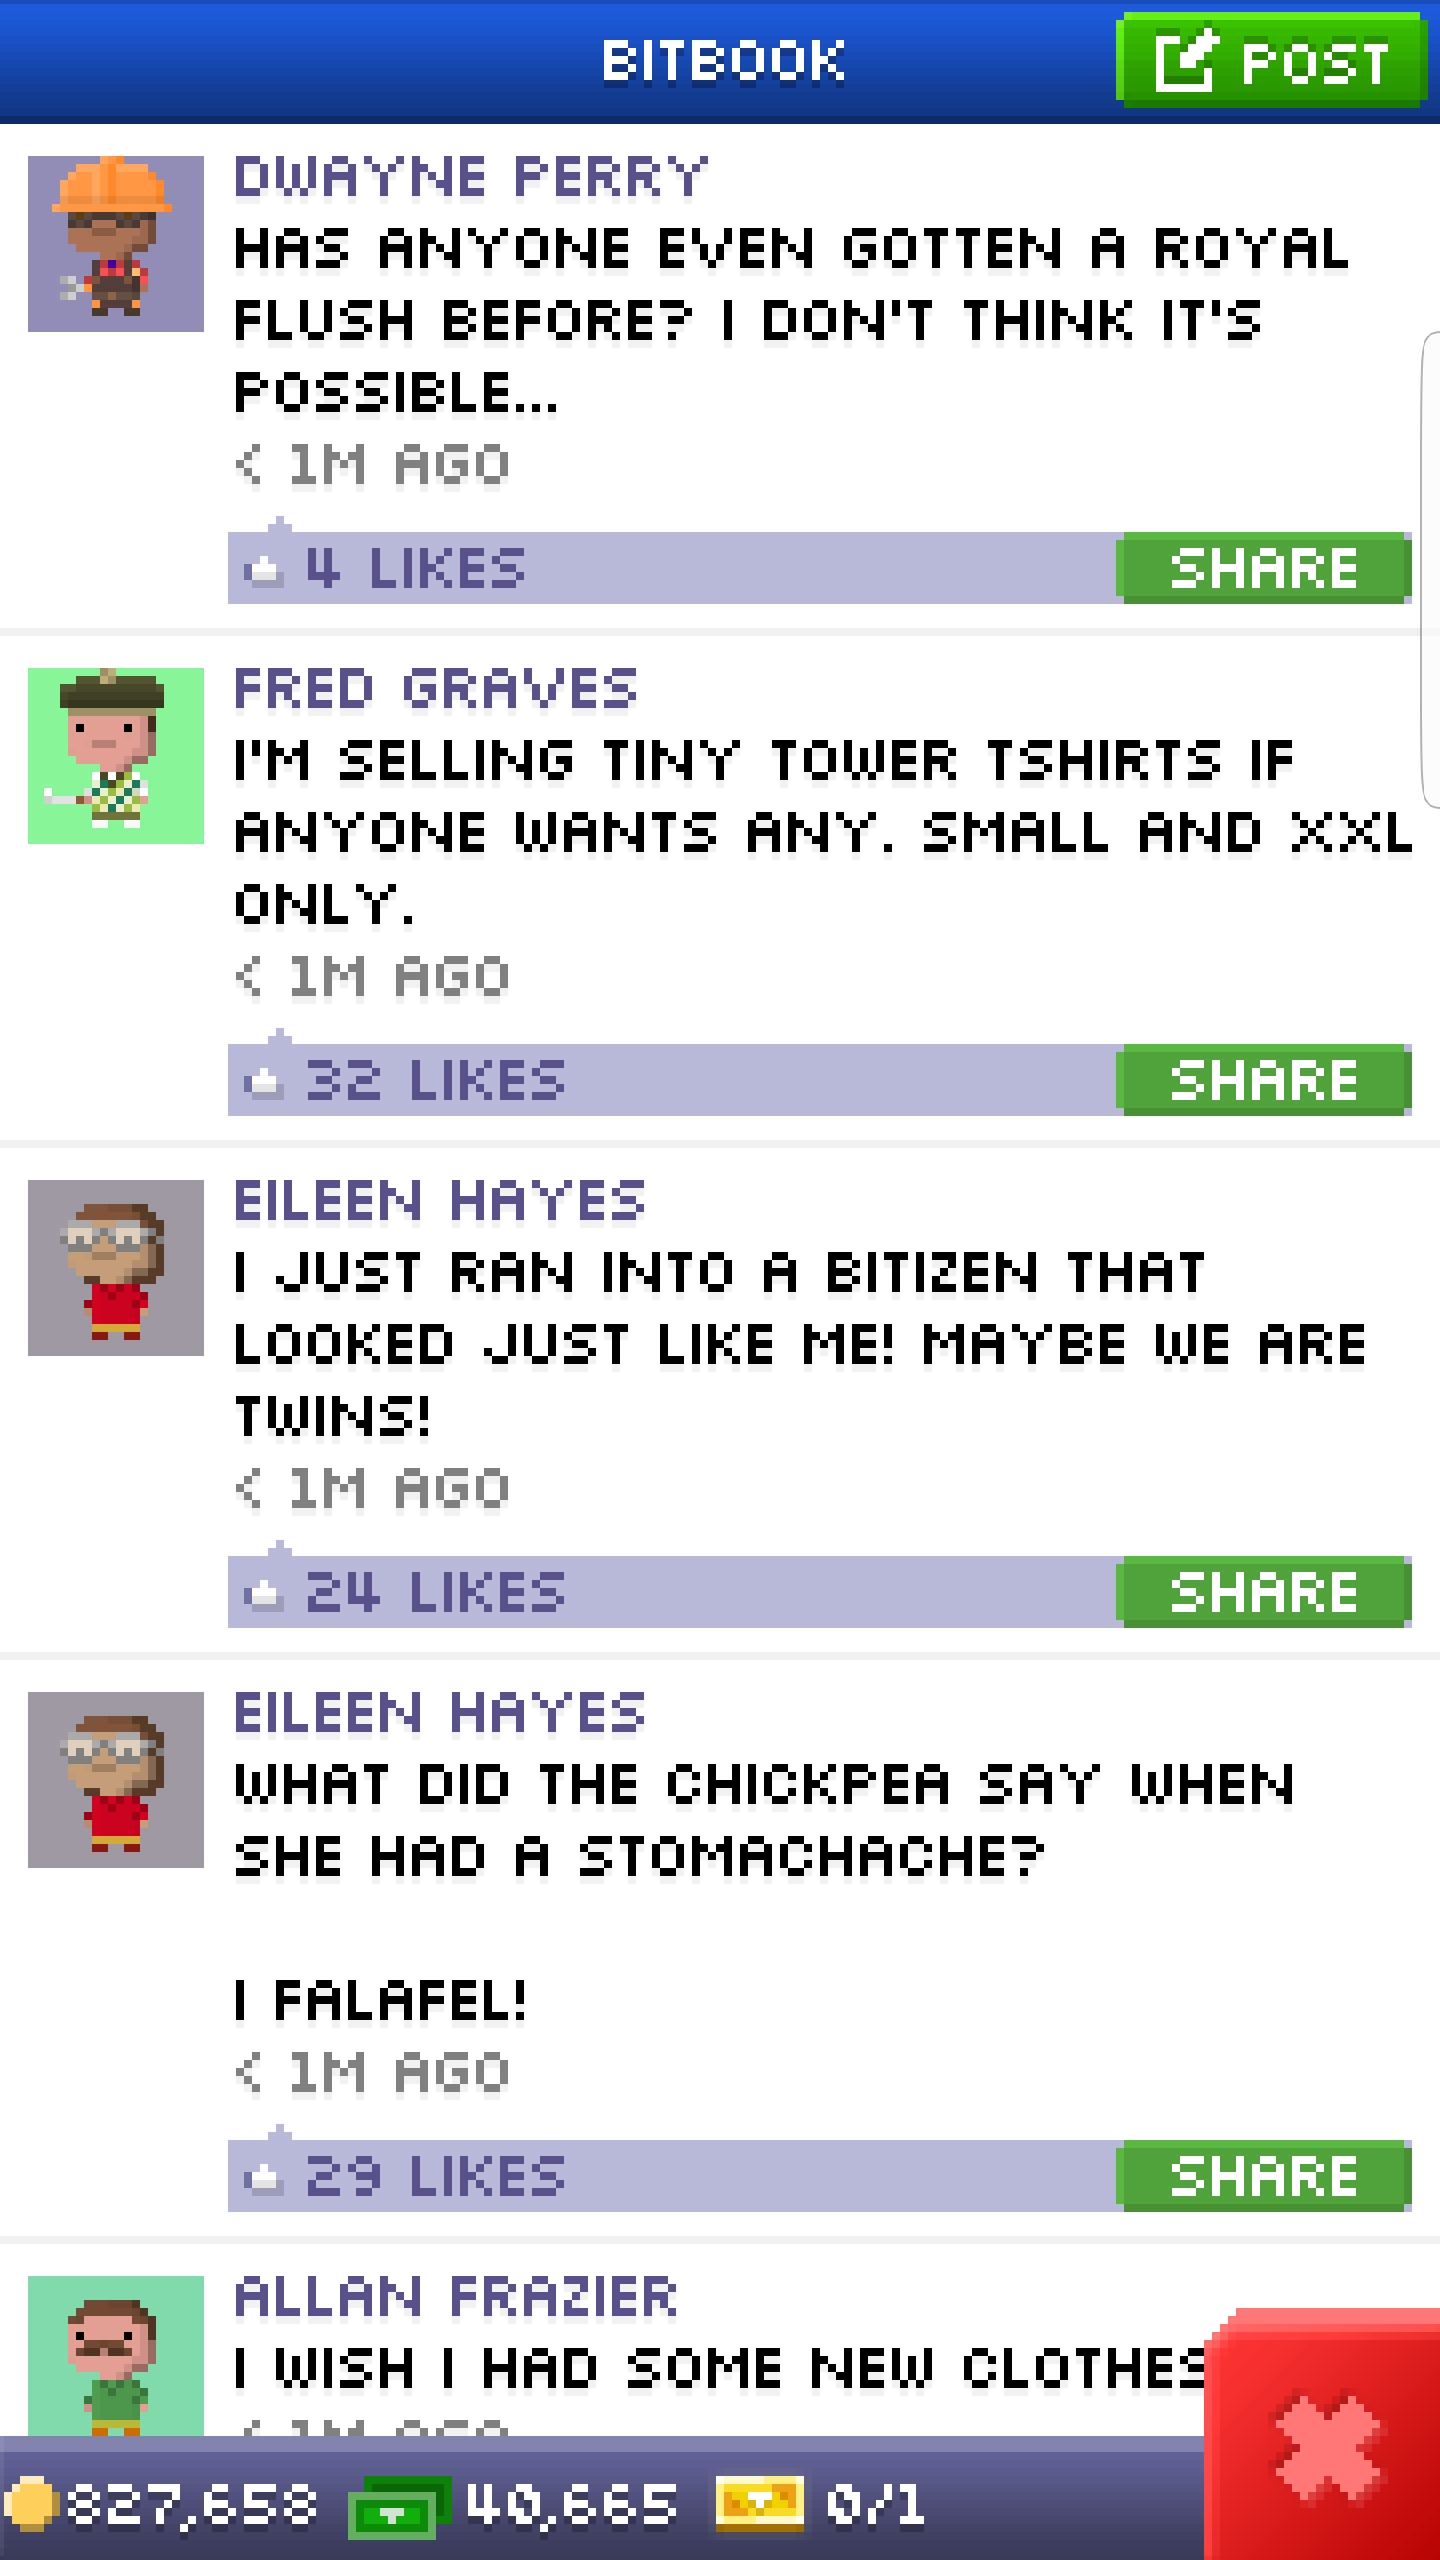 BITBOOK
POST
DWAYNE PERRY
HAS ANYONE EVEN GOTTEN A ROYAL
FLUSH BEFORE? I DON'T THINK IT'S
POSSIBLE...
< 1M AGO
4 LIKES
SHARE
FRED GRAVES
I'M SELLING TINY TOWER TSHIRTS IF
ANYONE WANTS ANY. SMALL AND XXL
ONLY.
< 1M AGO
32 LIKES
SHARE
EILEEN HAYES
I JUST RAN INTO A BITIZEN THAT
LOOKED JUST LIKE ME! MAYBE WE ARE
TWINS!
< 1M AGO
24 LIKES
SHARE
EILEEN HAYES
WHAT DID THE CHICKPEA SAY WHEN
SHE HAD A STOMACHACHE?
I FALAFEL!
< 1M AGO
29 LIKES
SHARE
ALLAN FRAZIER
I WISH I HAD SOME NEW CLOTHES
< 1M AGO
827,658
40,665
0/1